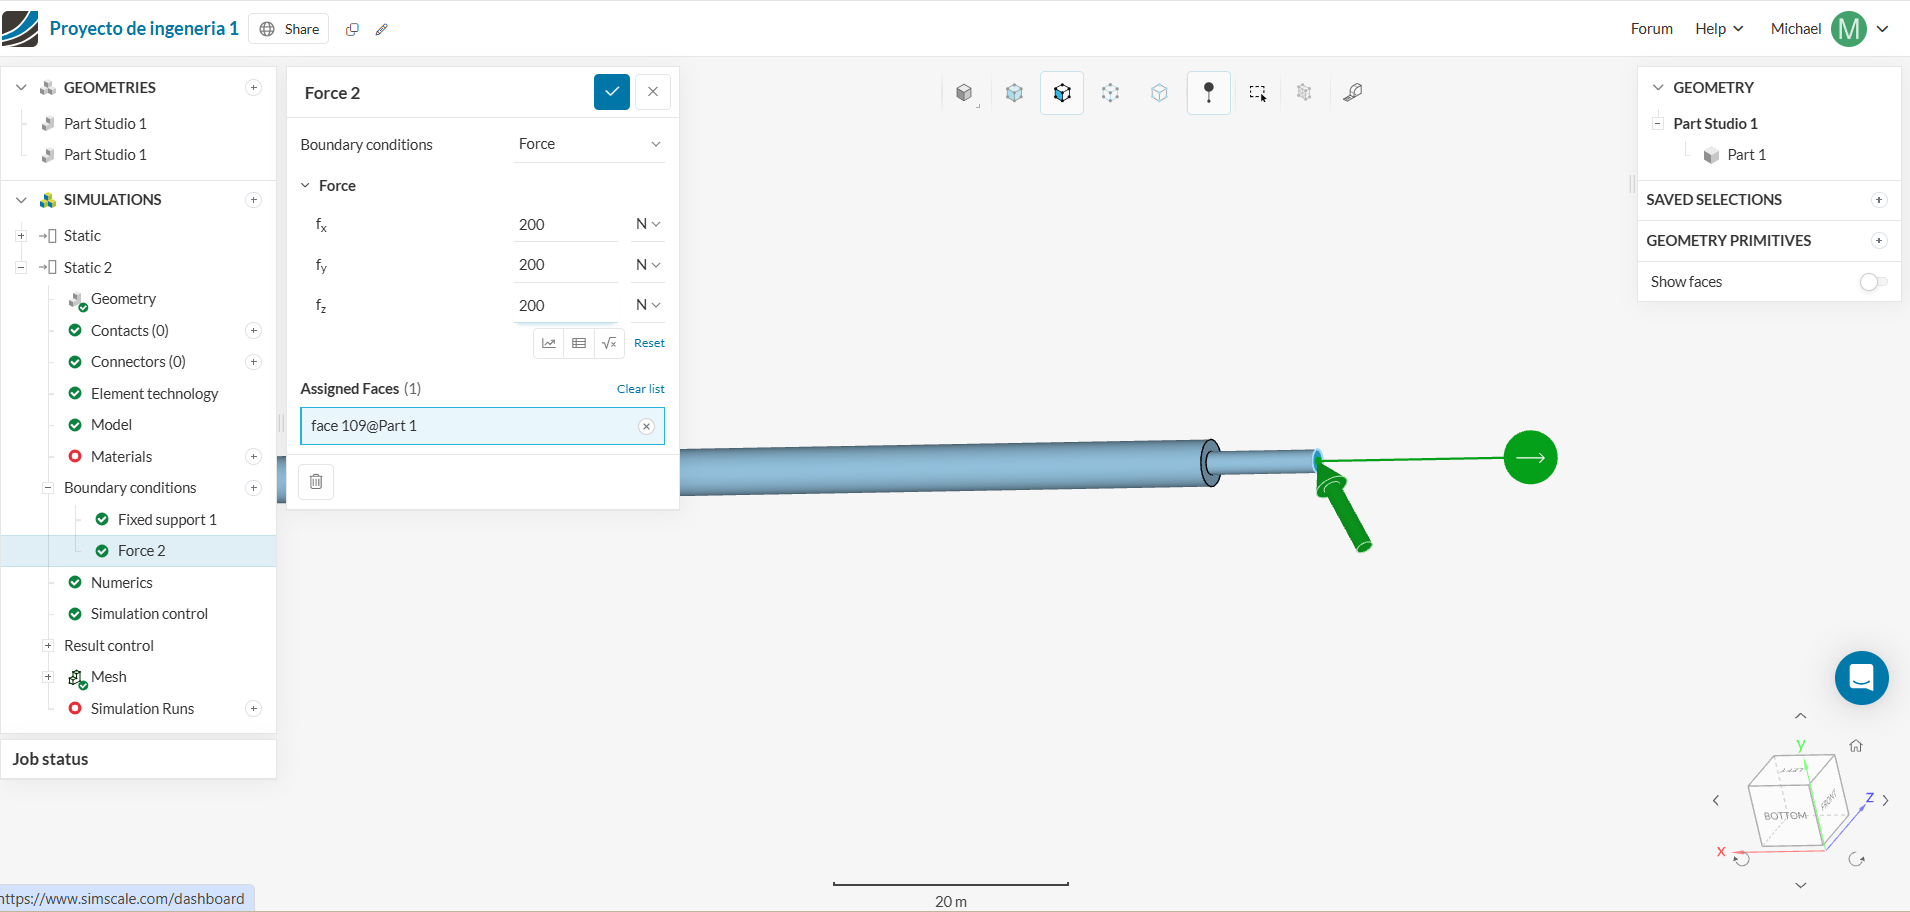 Proyecto de ingeneria 1
Share
Forum
Help
Michael
M
GEOMETRIES
Part Studio 1
Part Studio 1
SIMULATIONS
Static
Static 2
Geometry
Contacts (0)
Connectors (0)
Element technology
Model
Materials
Boundary conditions
Fixed support 1
Force 2
Numerics
Simulation control
Result control
Mesh
Simulation Runs
Job status
https://www.simscale.com/dashboard
Force 2
Boundary conditions
Force
Force
fx
200
N
fy
200
N
fz
200
N
√x
Reset
Assigned Faces (1)
Clear list
face 109@Part 1
GEOMETRY
Part Studio 1
Part 1
SAVED SELECTIONS
GEOMETRY PRIMITIVES
Show faces
y
LEFT
FRONT
BOTTOM
Z
X
20 m